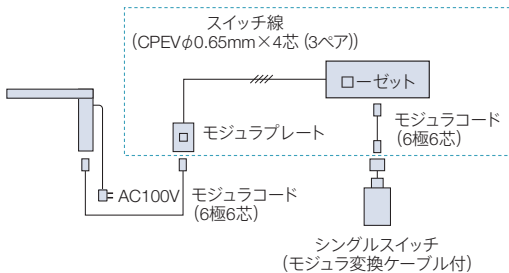 スイッチ線
(CPEVφ0.65mm×4芯 (3ペア))
ローゼット
モジュラプレート
モジュラコード
(6極6芯)
AC100V
モジュラコード
(6極6芯)
シングルスイッチ
(モジュラ変換ケーブル付)